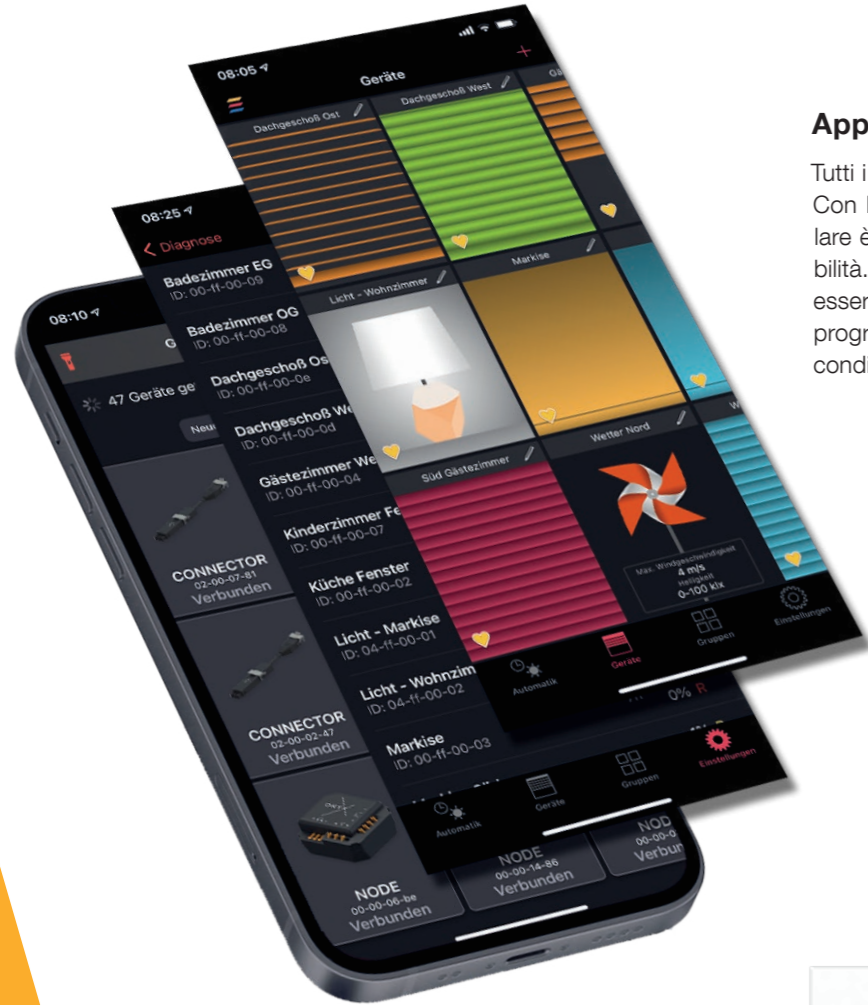 08:05
Geräte
Dachgeschoß Ost
Dachgeschoß West
Licht - Wohnzimmer
Markise
Süd Gästezimmer
Wetter Nord
Max. Windgeschwindigkeit
4 m/s
Helligkeit
0-100 klx
Automatik
Geräte
Gruppen
Einstellungen
08:25
Diagnose
Badezimmer EG
ID: 00-ff-00-09
Badezimmer OG
ID: 00-ff-00-08
Dachgeschoß Os
ID: 00-ff-00-0e
Dachgeschoß We
ID: 00-ff-00-0d
Gästezimmer We
ID: 00-ff-00-04
Kinderzimmer Fe
ID: 00-ff-00-07
Küche Fenster
ID: 00-ff-00-02
Licht - Markise
ID: 04-ff-00-01
Licht - Wohnzim
ID: 04-ff-00-02
0% R
Markise
ID: 00-ff-00-03
Automatik
Geräte
Gruppen
Einstellungen
08:10
G
47 Geräte ge
Neu
CONNECTOR
02-00-07-81
Verbunden
CONNECTOR
02-00-02-47
Verbunden
NODE
00-00-06-be
Verbunden
NODE
00-00-14-86
Verbunden
NOD
00-00-0
Verbun
App
Tutti i
Con l
lare è
bilità.
esser
progr
condi